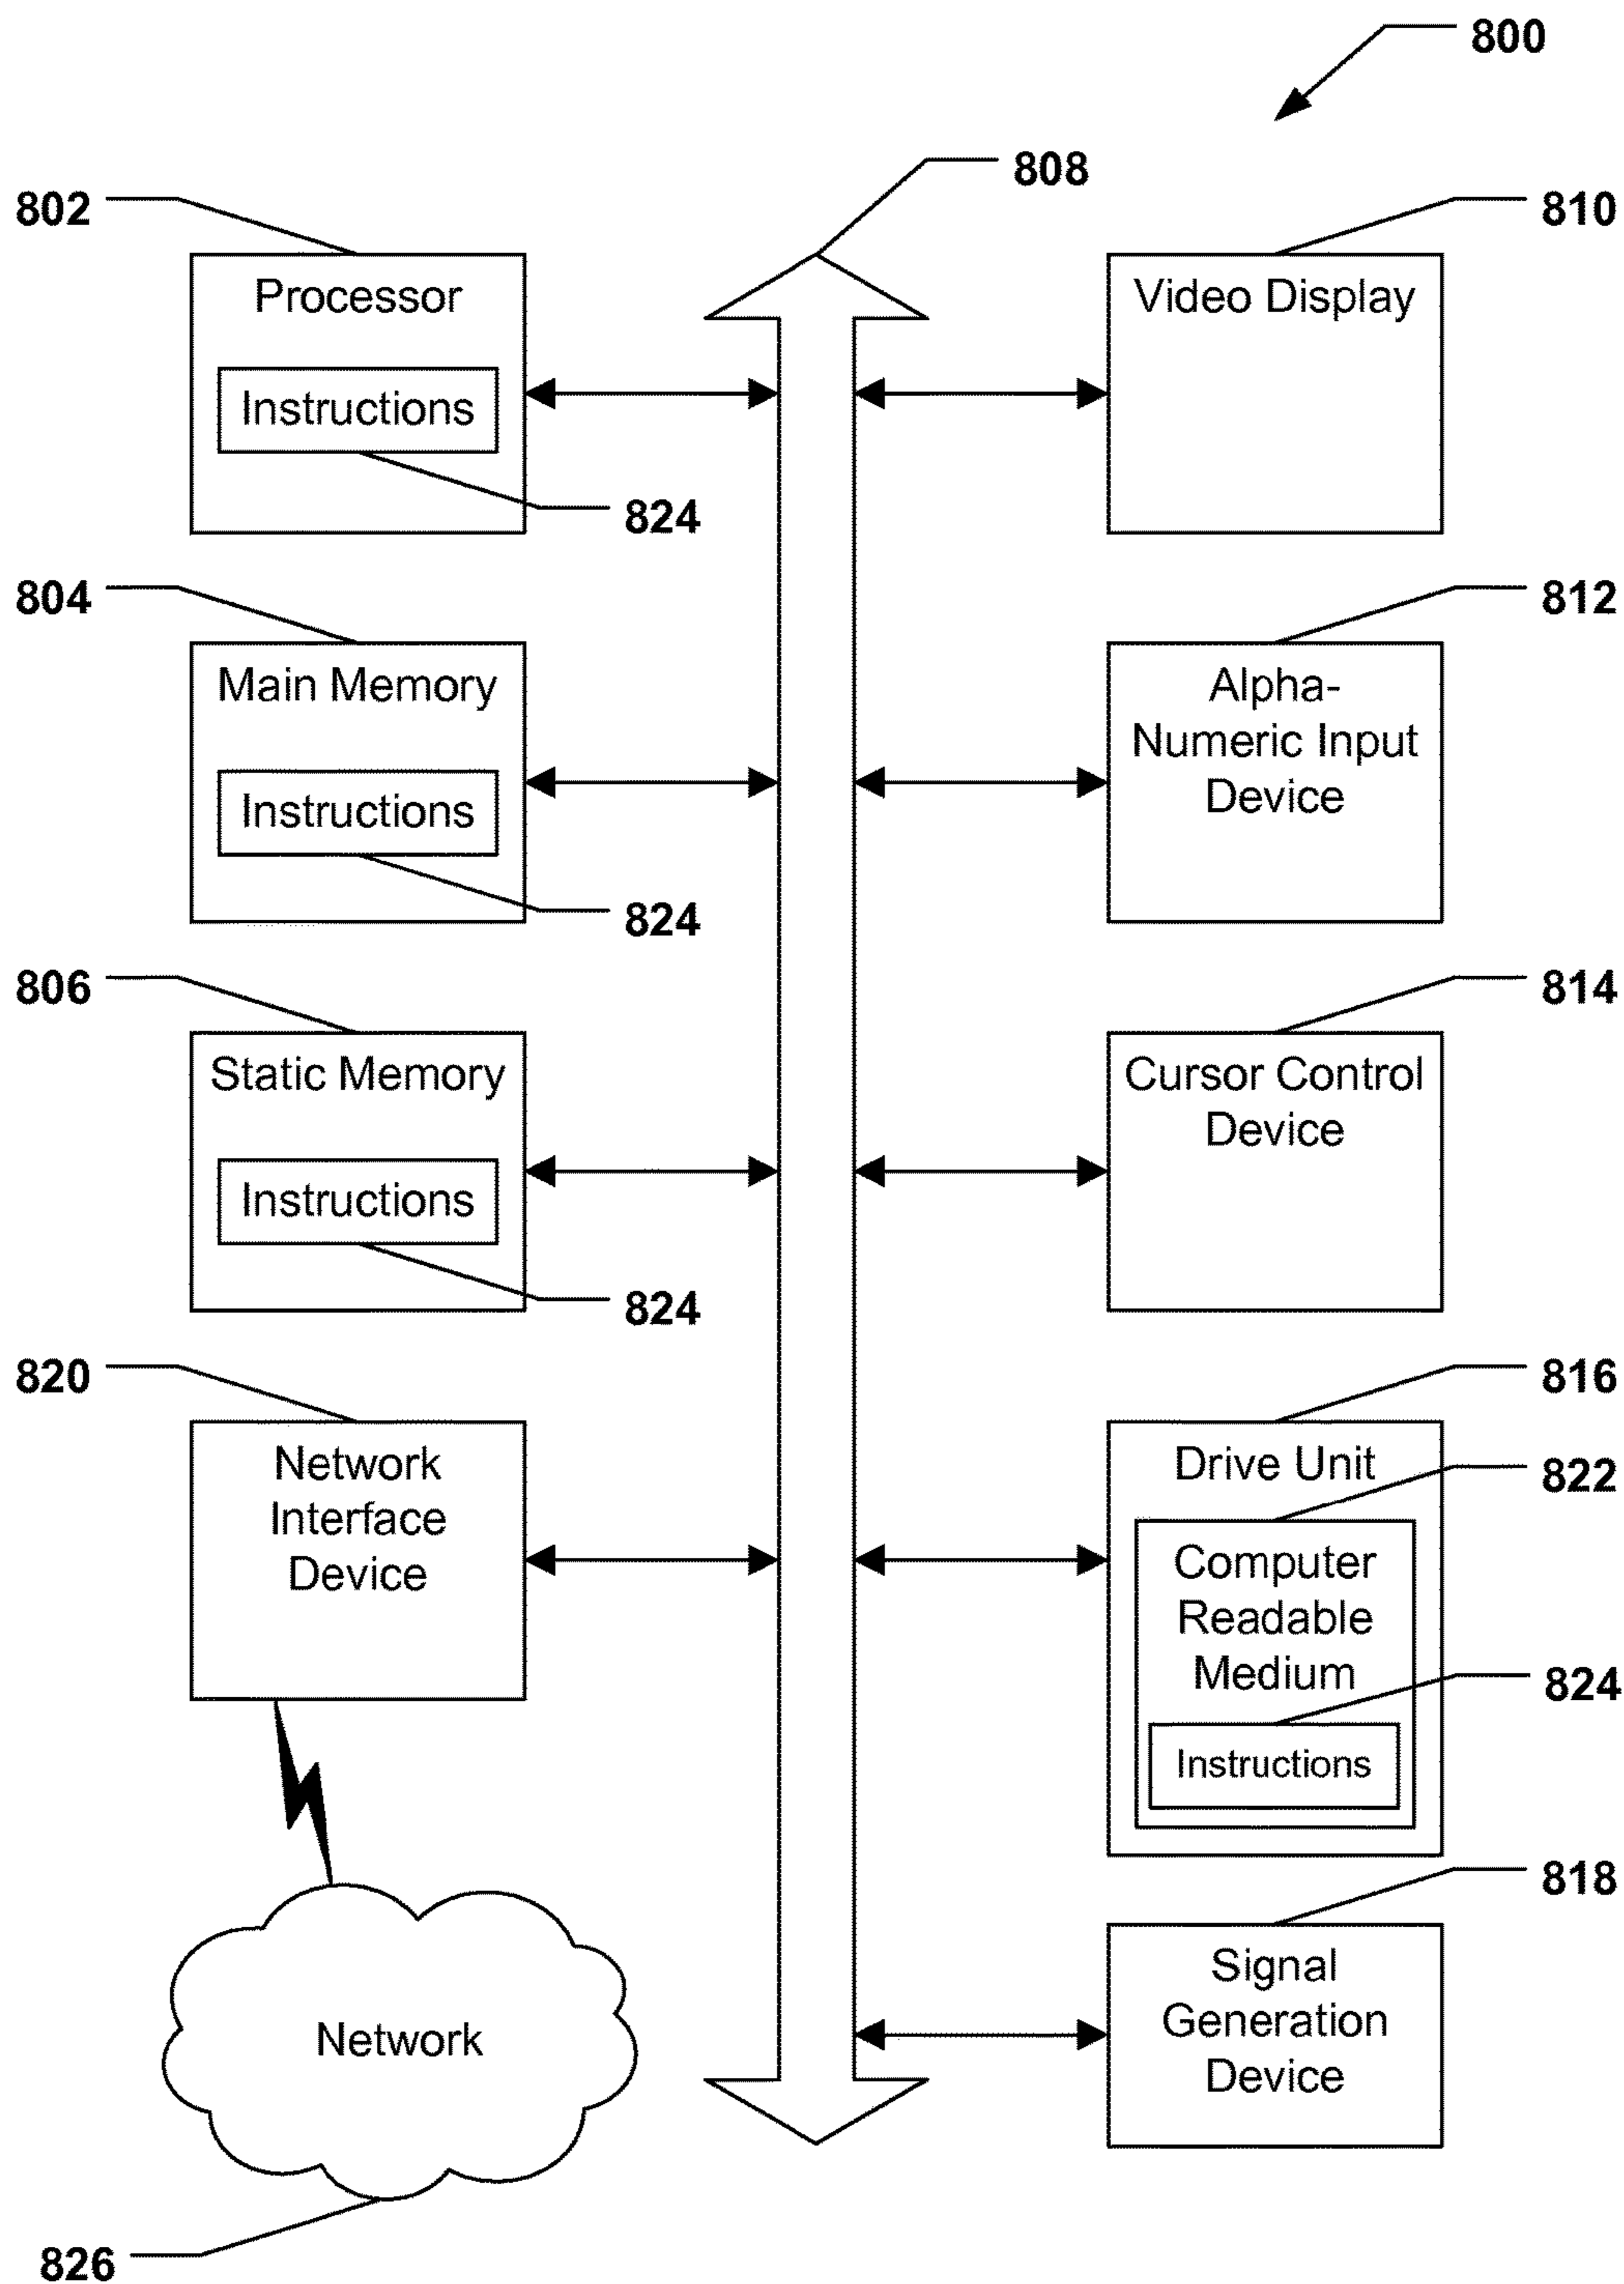 800
808
802
Processor
Instructions
824
810
Video Display
804
Main Memory
Instructions
824
812
Alpha-
Numeric Input
Device
806
Static Memory
Instructions
824
814
Cursor Control
Device
820
Network
Interface
Device
816
Drive Unit
822
Computer
Readable
Medium
824
Instructions
818
Signal
Generation
Device
Network
826